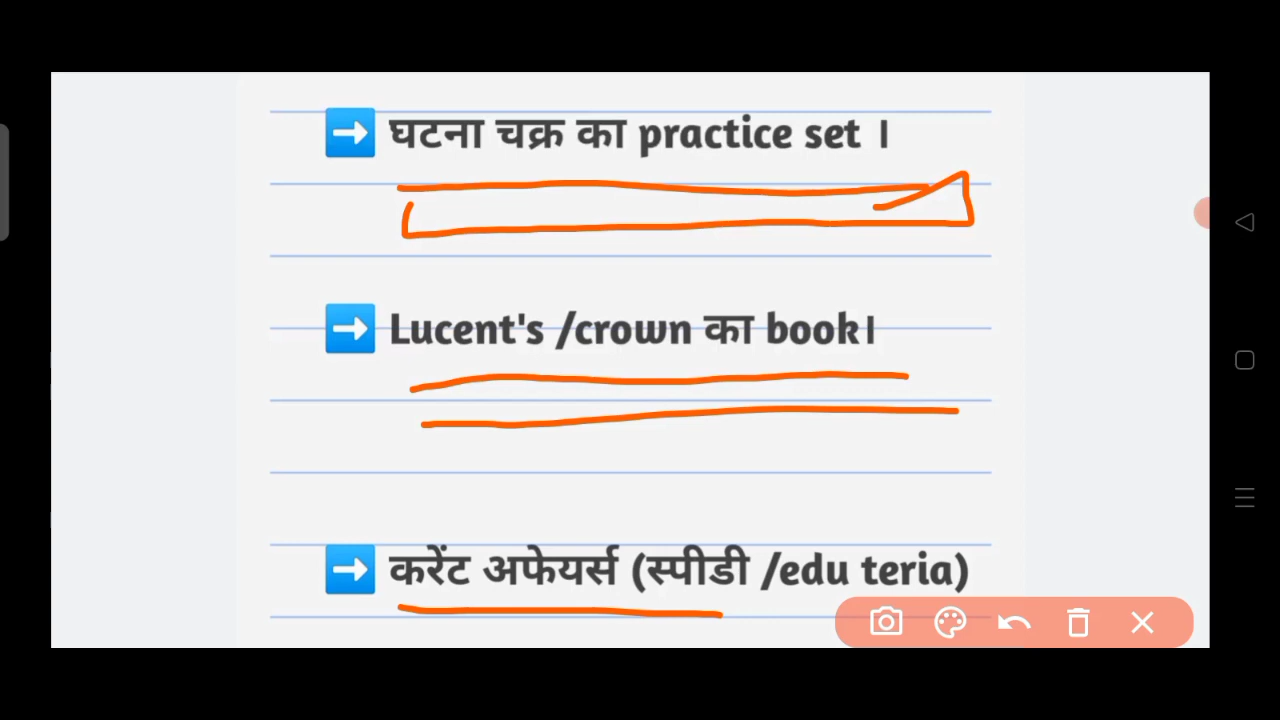 ➡️ घटना चक्र का practice set ।
➡️ Lucent's /crown का book।
➡️ करेंट अफेयर्स (स्पीडी /edu teria)